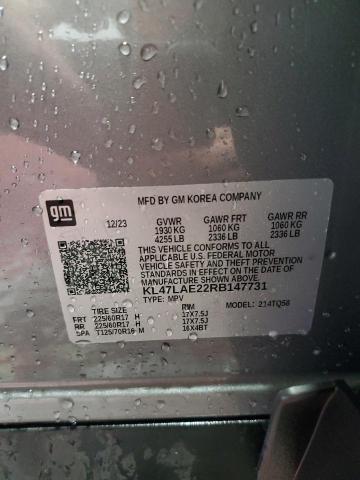 MFD BY GM KOREA COMPANY
gm
12/23 GVWR GAWR FRT GAWR RR
1930 KG 1060 KG 1060 KG
4255 LB 2336 LB 2336 LB
THIS VEHICLE CONFORMS TO ALL
APPLICABLE U.S. FEDERAL MOTOR
VEHICLE SAFETY, BUMPER, AND THEFT
PREVENTION STANDARDS IN EFFECT ON
THE DATE OF MANUFACTURE SHOWN ABOVE.
KL47LAE22RB147731
TYPE: MPV MODEL: 214TQ58
TIRE SIZE RIM
FRT 225/60R17 H 17X7.5J
RR 225/60R17 H 17X7.5J
SPA T125/70R16 M 16X4BT